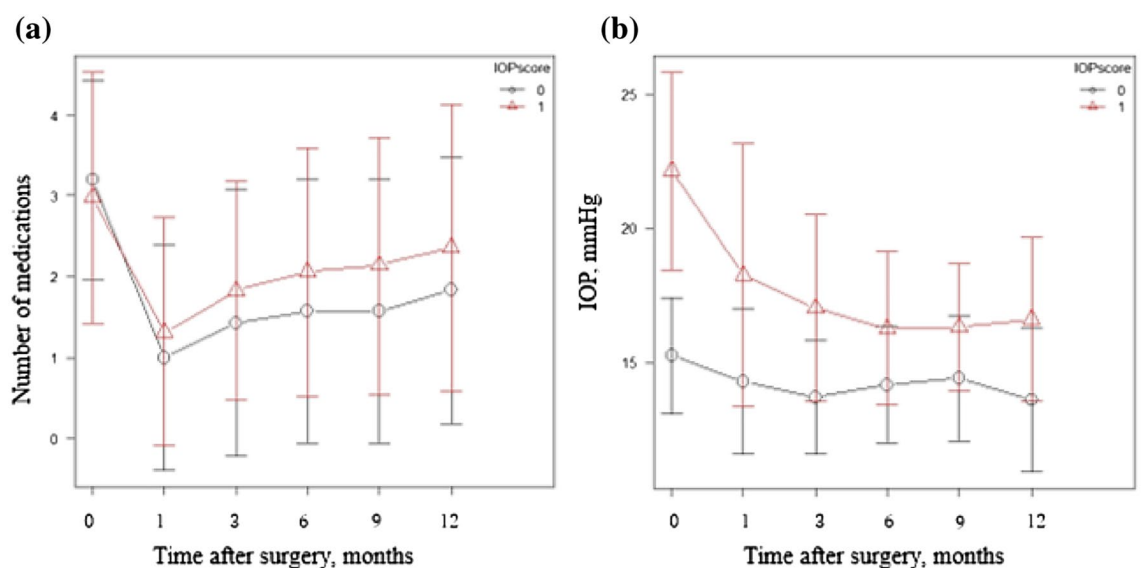 (a)
IOPscore
0
1
4
3
2
1
0
Number of medications
0 1 3 6 9 12
Time after surgery, months
(b)
IOPscore
0
1
25
20
15
IOP, mmHg
0 1 3 6 9 12
Time after surgery, months